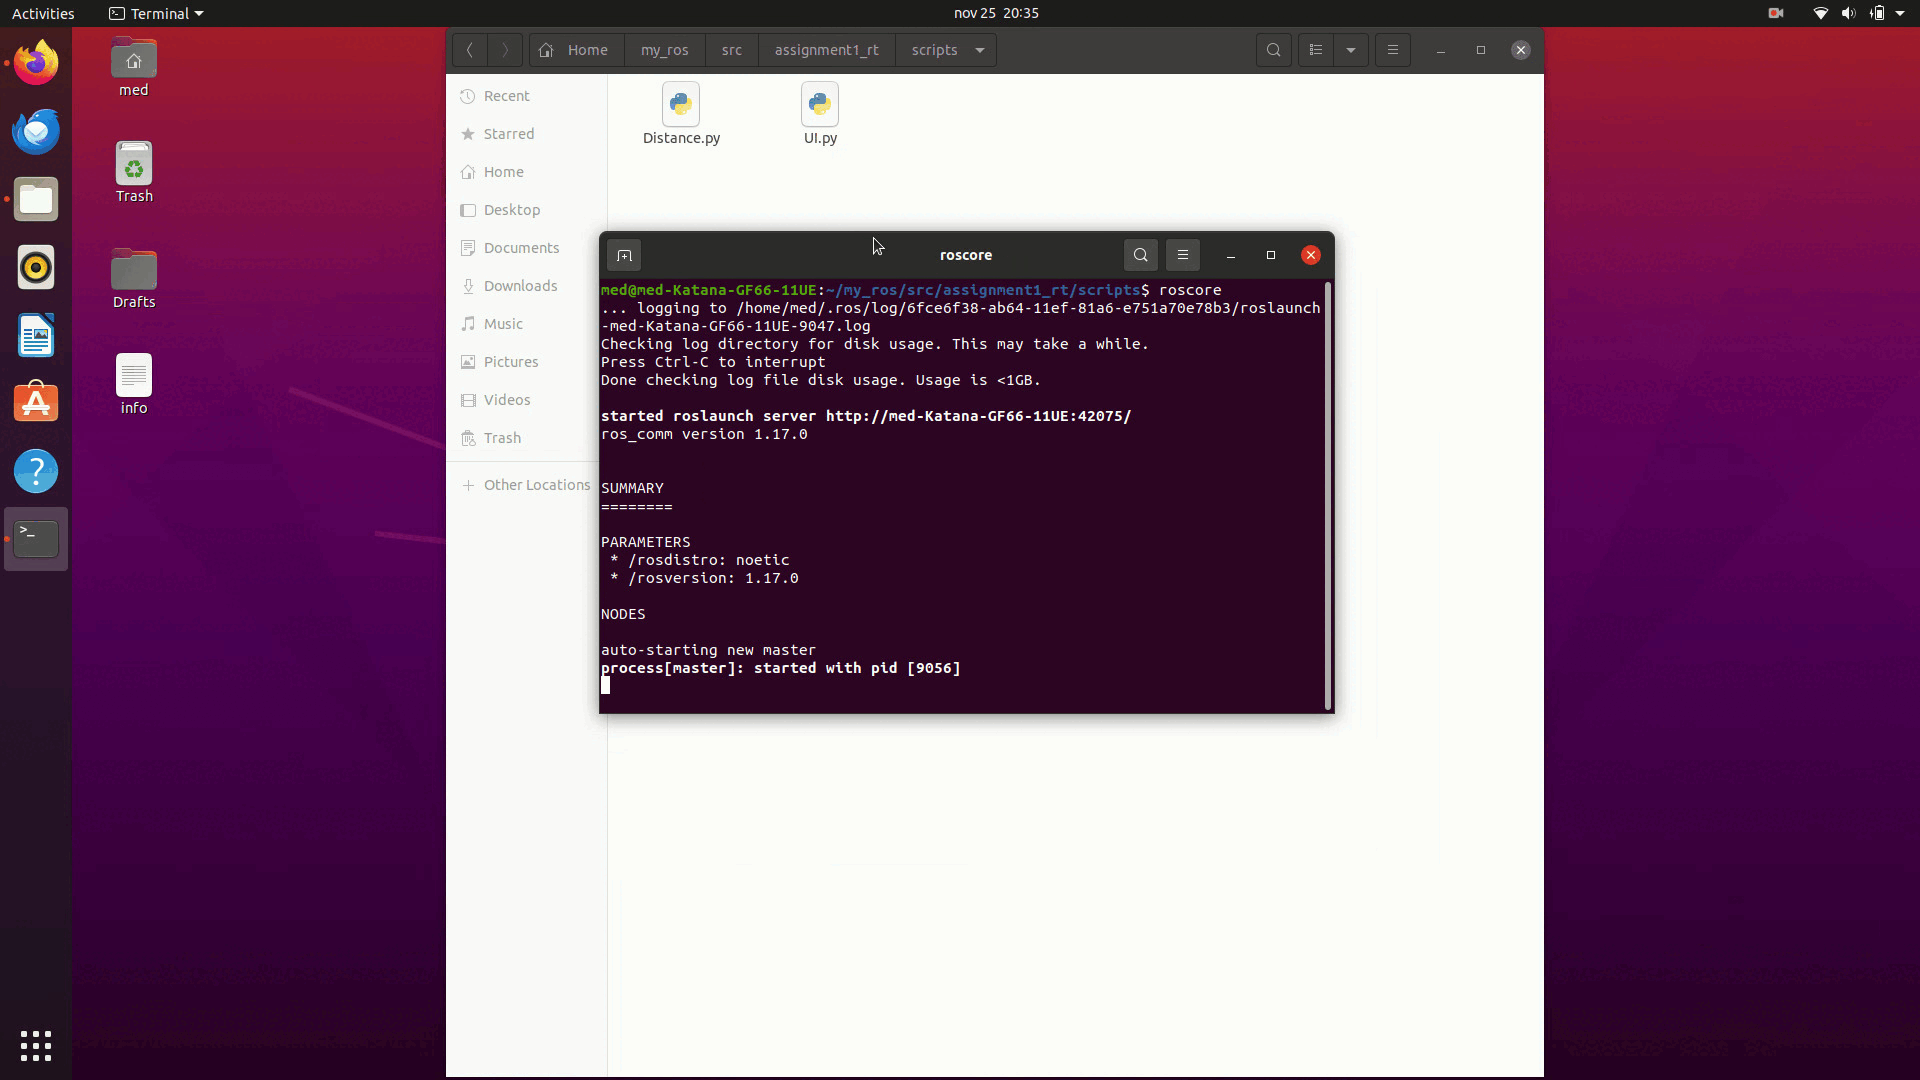 Activities
Terminal
nov 25 20:35
Home
my_ros
src
assignment1_rt
scripts
med
Trash
Drafts
info
Recent
Starred
Home
Desktop
Documents
Downloads
Music
Pictures
Videos
Trash
Other Locations
Distance.py
UI.py
roscore
med@med-Katana-GF66-11UE:~/my_ros/src/assignment1_rt/scripts$ roscore
... logging to /home/med/.ros/log/6fce6f38-ab64-11ef-81a6-e751a70e78b3/roslaunch
-med-Katana-GF66-11UE-9047.log
Checking log directory for disk usage. This may take a while.
Press Ctrl-C to interrupt
Done checking log file disk usage. Usage is <1GB.
started roslaunch server http://med-Katana-GF66-11UE:42075/
ros_comm version 1.17.0
SUMMARY
========
PARAMETERS
* /rosdistro: noetic
* /rosversion: 1.17.0
NODES
auto-starting new master
process[master]: started with pid [9056]